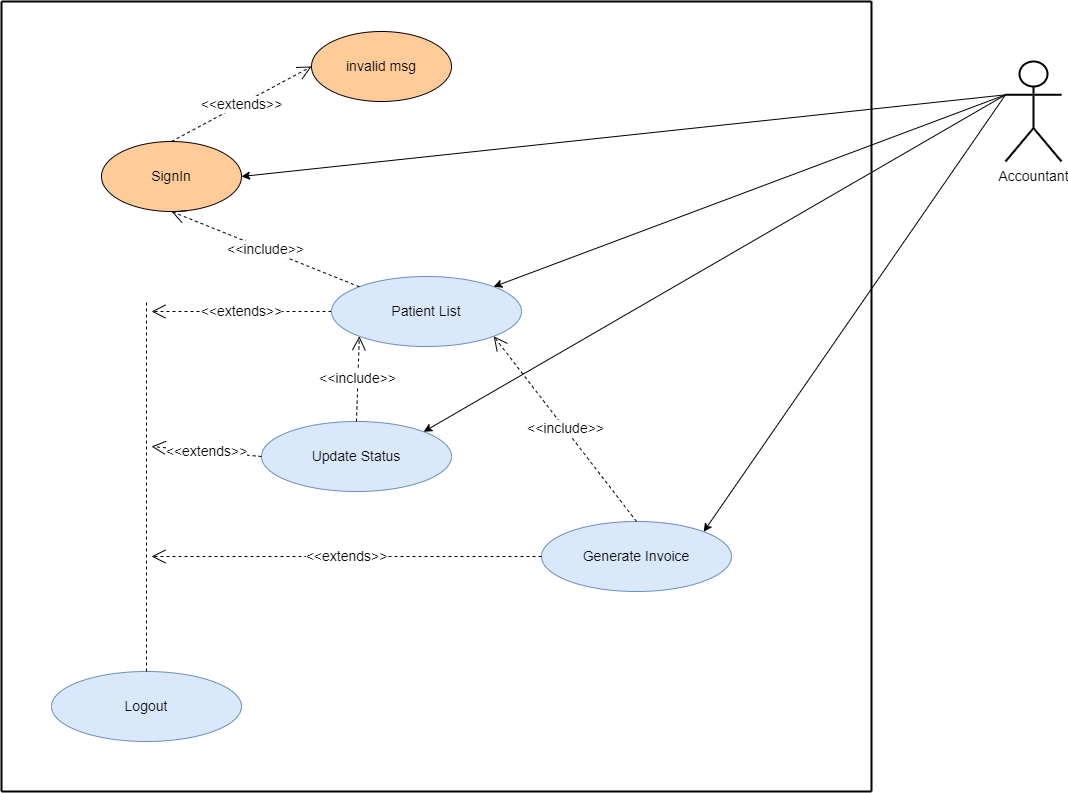 invalid msg
<<extends>>
SignIn
Accountant
<<include>>
Patient List
<<extends>>
<<include>>
<<include>>
Update Status
<<extends>>
Generate Invoice
<<extends>>
Logout